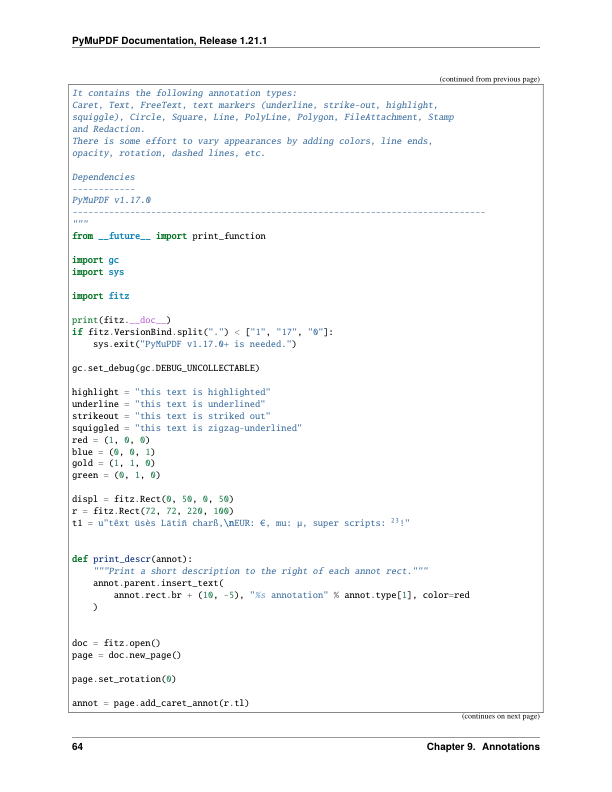 PyMuPDF Documentation, Release 1.21.1
(continued from previous page)
It contains the following annotation types:
Caret, Text, FreeText, text markers (underline, strike-out, highlight,
squiggle), Circle, Square, Line, PolyLine, Polygon, FileAttachment, Stamp
and Redaction.
There is some effort to vary appearances by adding colors, line ends,
opacity, rotation, dashed lines, etc.
Dependencies
------------
PyMuPDF v1.17.0
-------------------------------------------------------------------------------
"""
from __future__ import print_function
import gc
import sys
import fitz
print(fitz.__doc__)
if fitz.VersionBind.split(".") < ["1", "17", "0"]:
    sys.exit("PyMuPDF v1.17.0+ is needed.")
gc.set_debug(gc.DEBUG_UNCOLLECTABLE)
highlight = "this text is highlighted"
underline = "this text is underlined"
strikeout = "this text is striked out"
squiggled = "this text is zigzag-underlined"
red = (1, 0, 0)
blue = (0, 0, 1)
gold = (1, 1, 0)
green = (0, 1, 0)
displ = fitz.Rect(0, 50, 0, 50)
r = fitz.Rect(72, 72, 220, 100)
t1 = u"têxt üsès Lätiñ charß,\nEUR: €, mu: µ, super scripts: ²³!"
def print_descr(annot):
    """Print a short description to the right of each annot rect."""
    annot.parent.insert_text(
        annot.rect.br + (10, -5), "%s annotation" % annot.type[1], color=red
    )
doc = fitz.open()
page = doc.new_page()
page.set_rotation(0)
annot = page.add_caret_annot(r.tl)
(continues on next page)
64 Chapter 9. Annotations